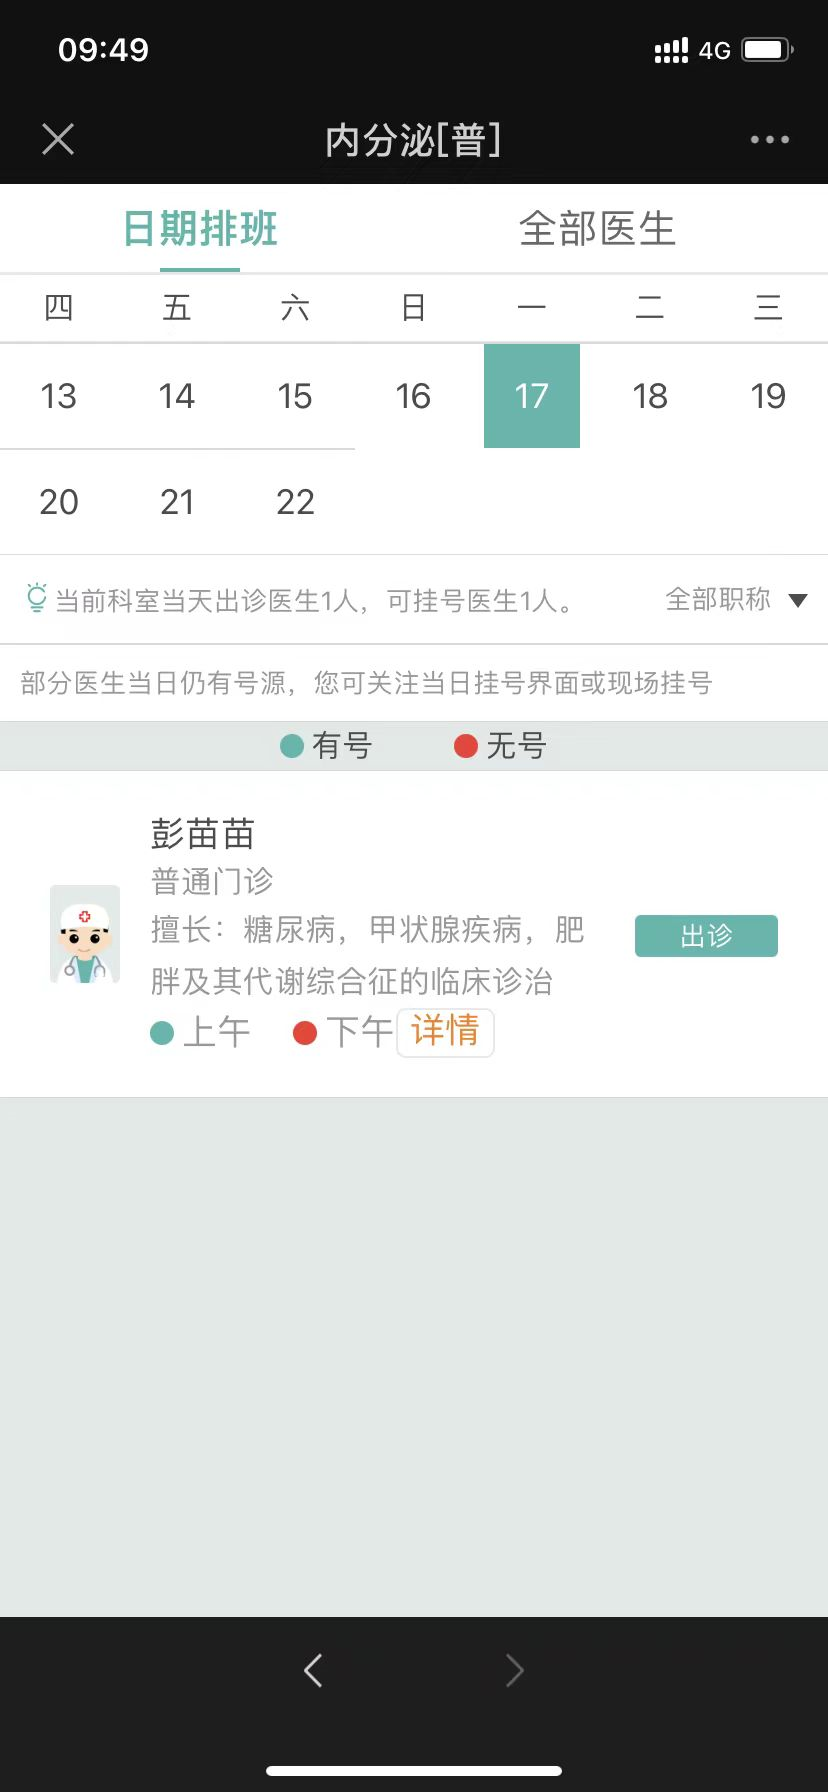 09:49 4G
内分泌[普]
日期排班 全部医生
四 五 六 日 一 二 三
13 14 15 16 17 18 19
20 21 22
当前科室当天出诊医生1人，可挂号医生1人。 全部职称
部分医生当日仍有号源，您可关注当日挂号界面或现场挂号
有号 无号
彭苗苗
普通门诊
擅长：糖尿病，甲状腺疾病，肥
胖及其代谢综合征的临床诊治
出诊
上午 下午 详情